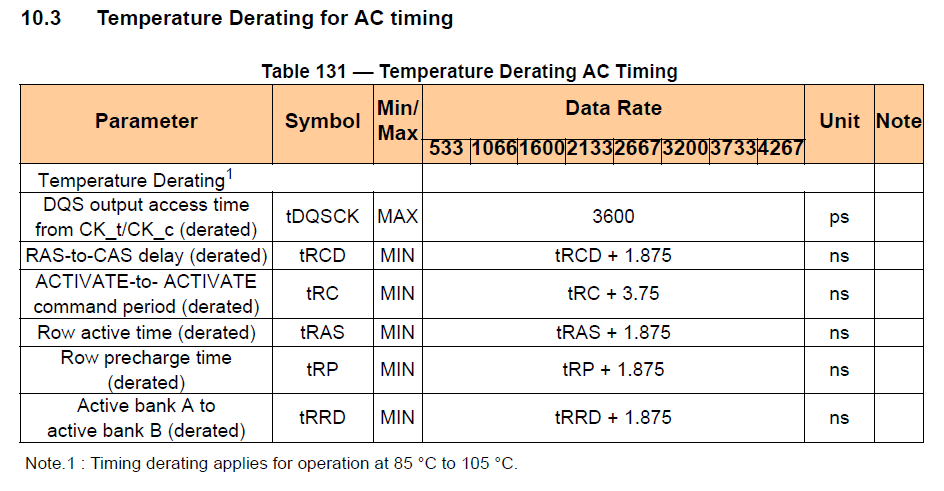 10.3 Temperature Derating for AC timing
Table 131 — Temperature Derating AC Timing
Parameter Symbol Min/ Max Data Rate Unit Note
533 1066 1600 2133 2667 3200 3733 4267
Temperature Derating1
DQS output access time
from CK_t/CK_c (derated) tDQSCK MAX 3600 ps
RAS-to-CAS delay (derated) tRCD MIN tRCD + 1.875 ns
ACTIVATE-to- ACTIVATE
command period (derated) tRC MIN tRC + 3.75 ns
Row active time (derated) tRAS MIN tRAS + 1.875 ns
Row precharge time
(derated) tRP MIN tRP + 1.875 ns
Active bank A to
active bank B (derated) tRRD MIN tRRD + 1.875 ns
Note.1 : Timing derating applies for operation at 85 °C to 105 °C.